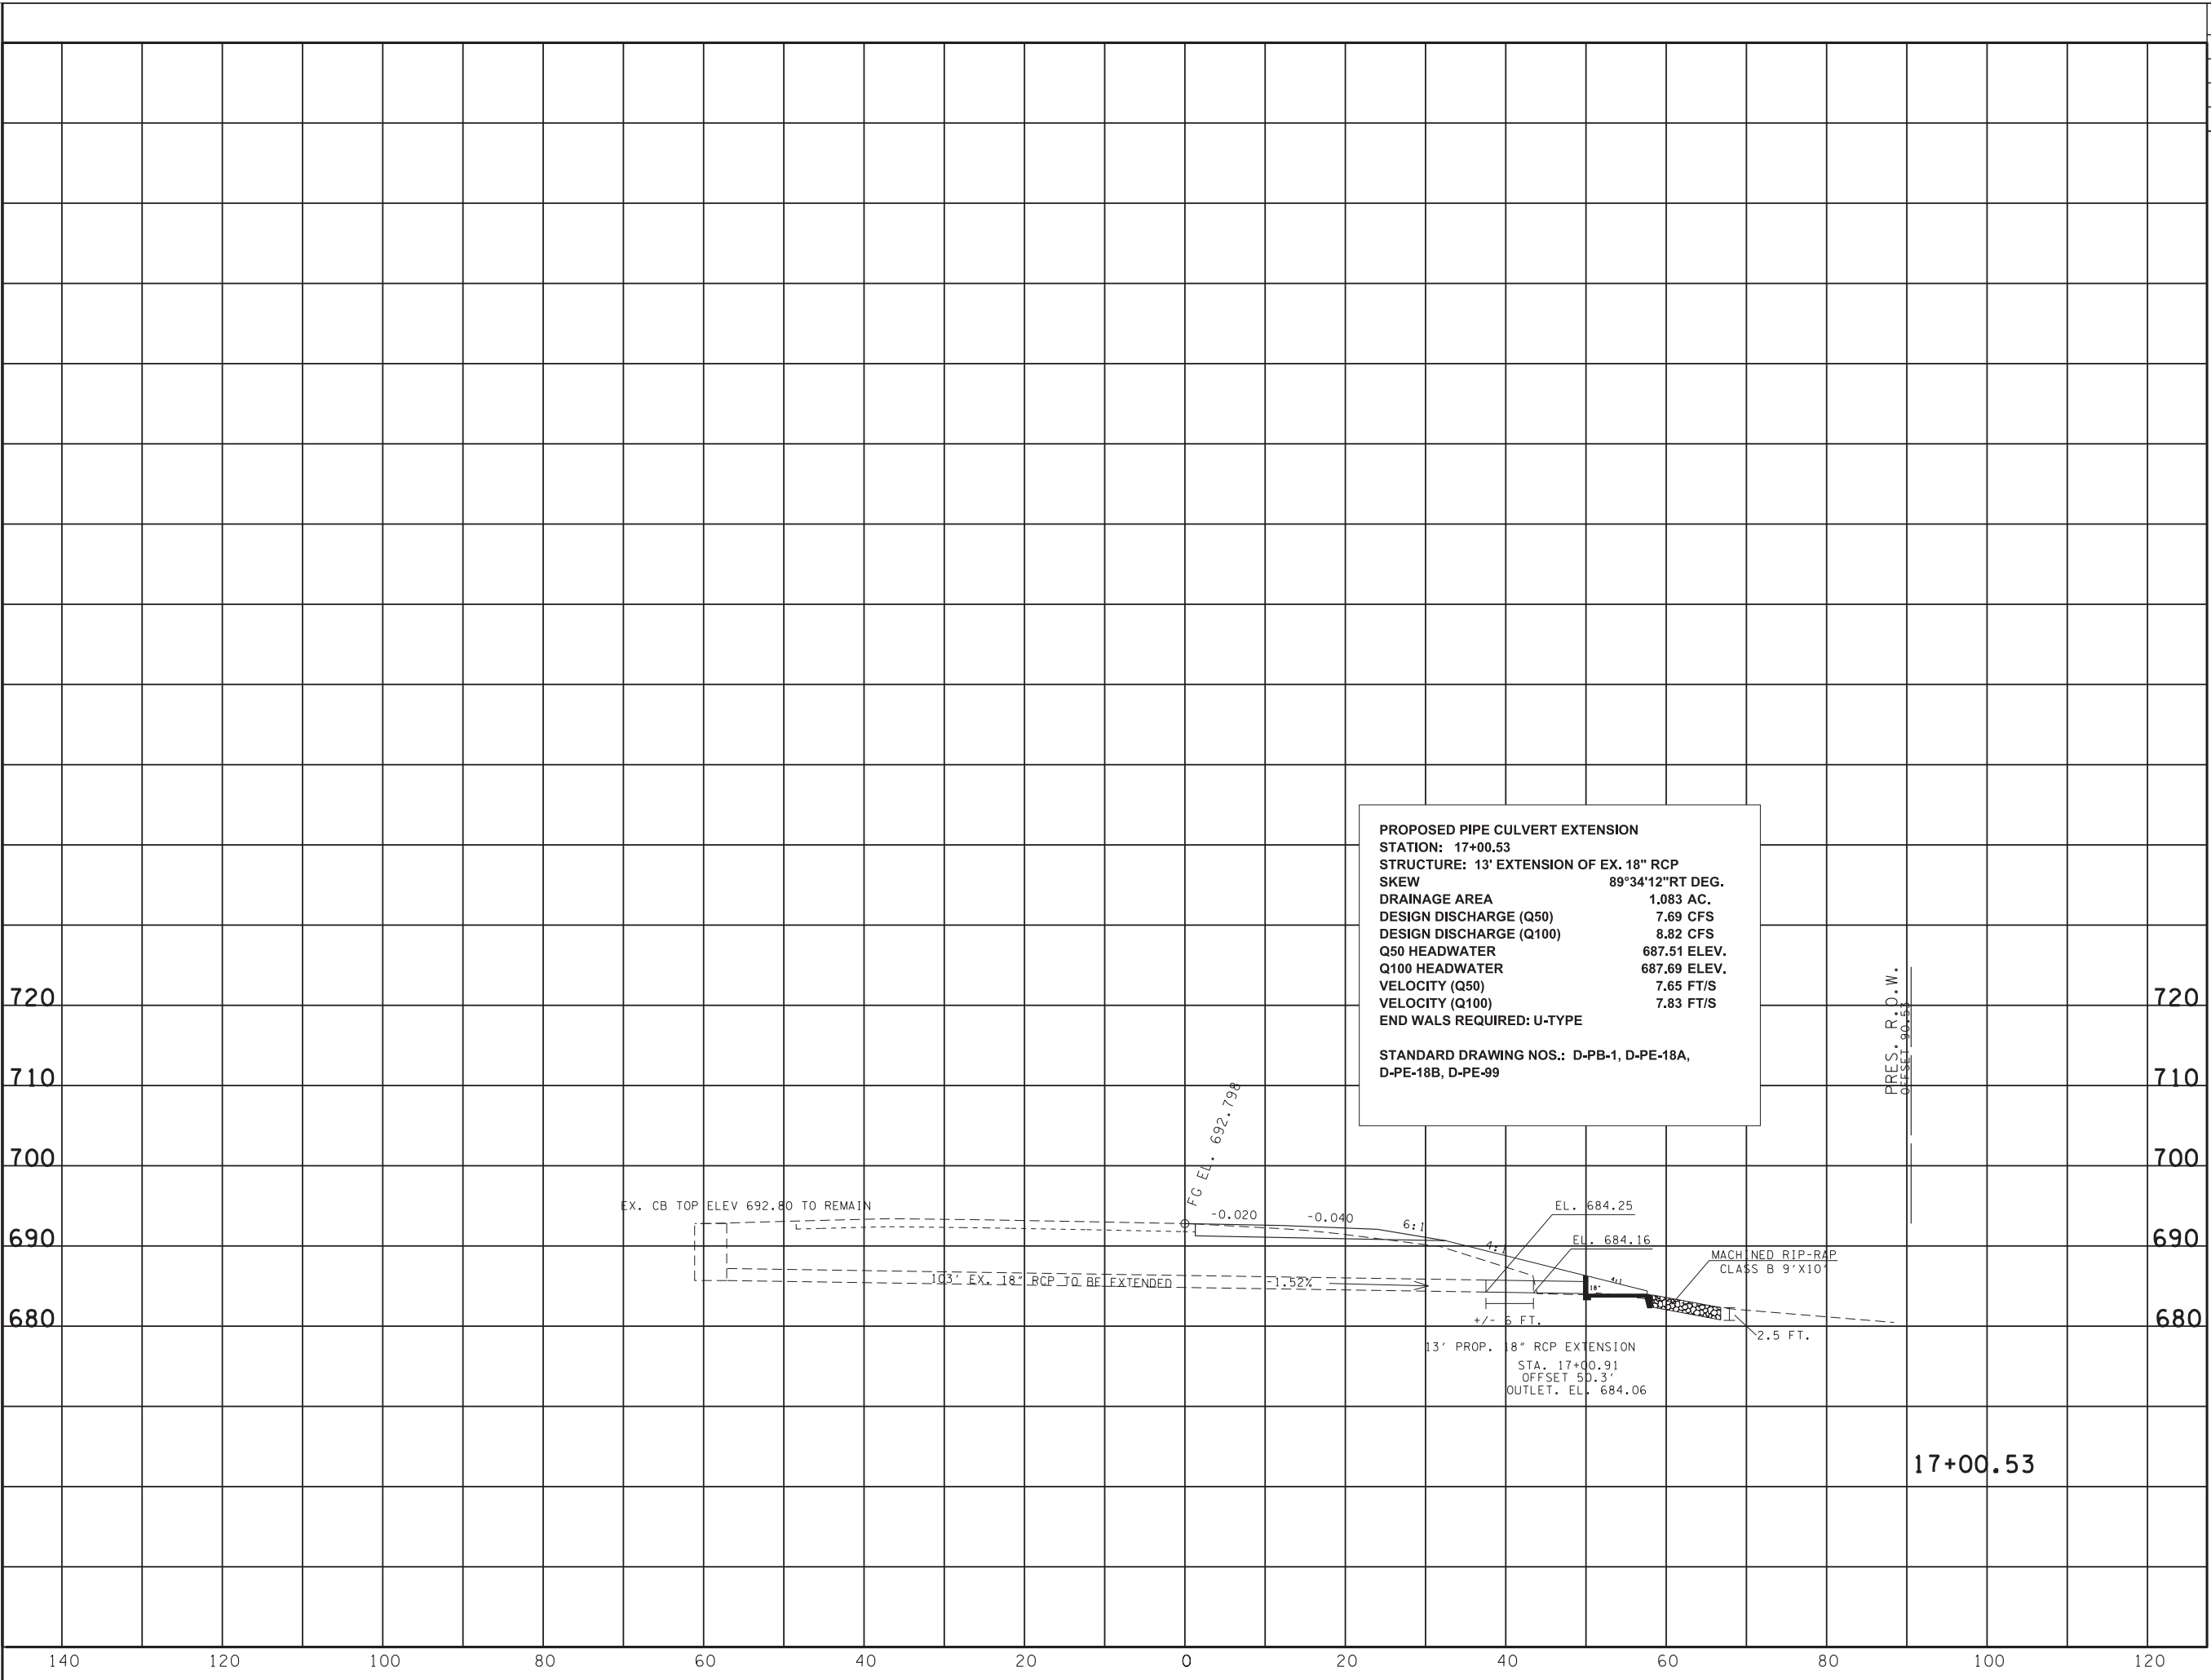 PROPOSED PIPE CULVERT EXTENSION
STATION: 17+00.53
STRUCTURE: 13' EXTENSION OF EX. 18" RCP
SKEW 89°34'12"RT DEG.
DRAINAGE AREA 1.083 AC.
DESIGN DISCHARGE (Q50) 7.69 CFS
DESIGN DISCHARGE (Q100) 8.82 CFS
Q50 HEADWATER 687.51 ELEV.
Q100 HEADWATER 687.69 ELEV.
VELOCITY (Q50) 7.65 FT/S
VELOCITY (Q100) 7.83 FT/S
END WALS REQUIRED: U-TYPE
STANDARD DRAWING NOS.: D-PB-1, D-PE-18A,
D-PE-18B, D-PE-99
PRES. R.O.W.
OFFSET 90.53
720 720
710 710
700 700
690 690
680 680
FG EL. 692.798
EX. CB TOP ELEV 692.80 TO REMAIN
-0.020 -0.040 6:1
4:1
EL. 684.25
EL. 684.16
MACHINED RIP-RAP
CLASS B 9'X10'
103' EX. 18" RCP TO BE EXTENDED
-1.52%
18"
4:1
+/- 6 FT.
2.5 FT.
13' PROP. 18" RCP EXTENSION
STA. 17+00.91
OFFSET 50.3'
OUTLET. EL. 684.06
17+00.53
140 120 100 80 60 40 20 0 20 40 60 80 100 120